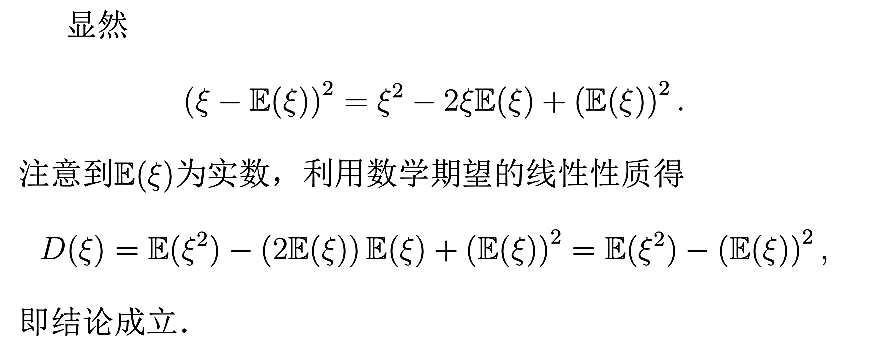 显然
(ξ − 𝔼(ξ))² = ξ² − 2ξ𝔼(ξ) + (𝔼(ξ))².
注意到𝔼(ξ)为实数，利用数学期望的线性性质得
D(ξ) = 𝔼(ξ²) − (2𝔼(ξ)) 𝔼(ξ) + (𝔼(ξ))² = 𝔼(ξ²) − (𝔼(ξ))²,
即结论成立．